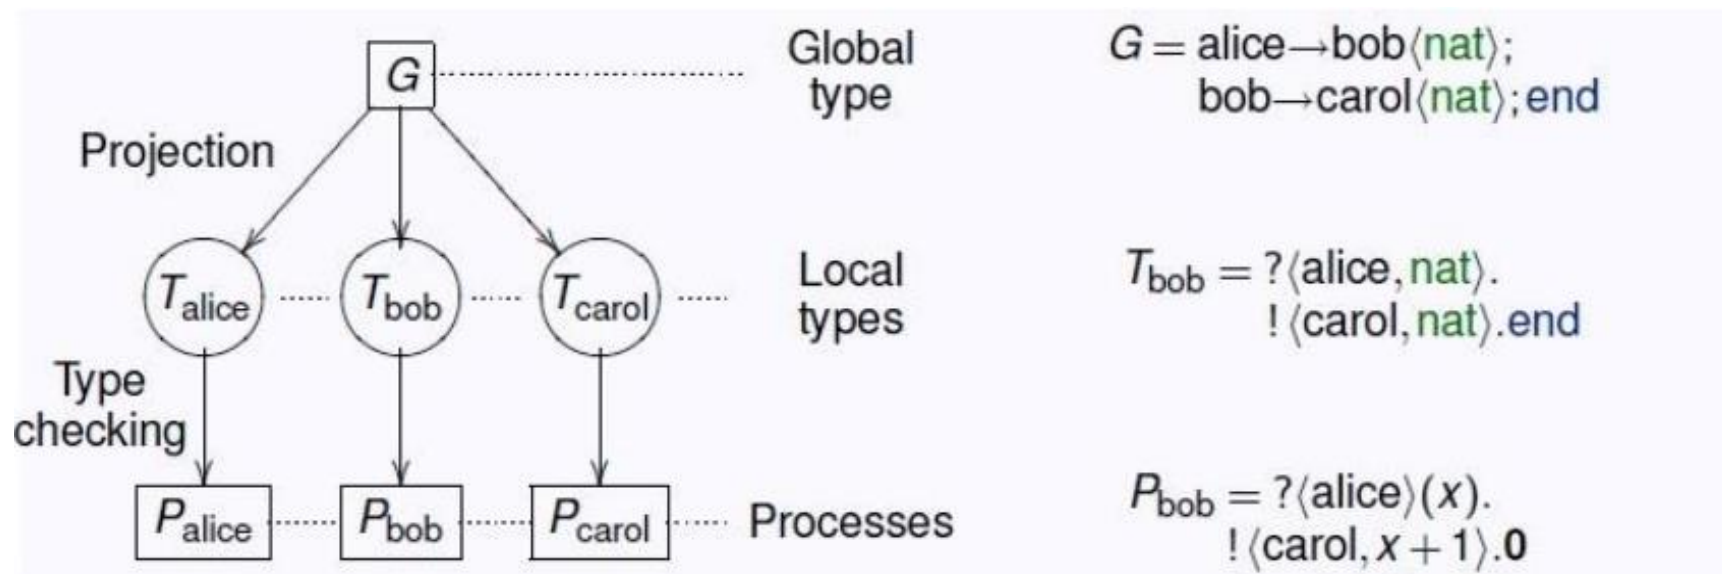 G
Global
type
G = alice→bob⟨nat⟩;
bob→carol⟨nat⟩;end
Projection
T_alice
T_bob
T_carol
Local
types
T_bob = ?⟨alice,nat⟩.
!⟨carol,nat⟩.end
Type
checking
P_alice
P_bob
P_carol
Processes
P_bob = ?⟨alice⟩(x).
!⟨carol,x+1⟩.0